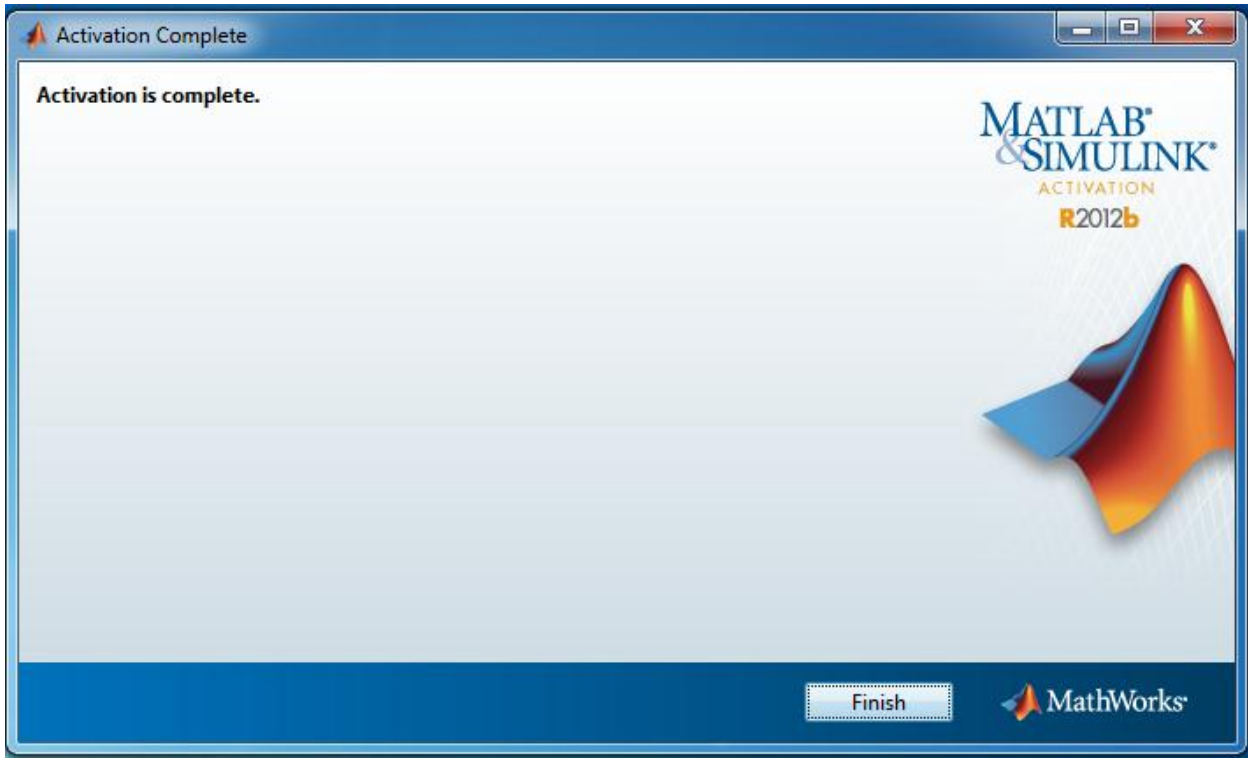 Activation Complete
Activation is complete.
MATLAB®
&SIMULINK®
ACTIVATION
R2012b
Finish
MathWorks®